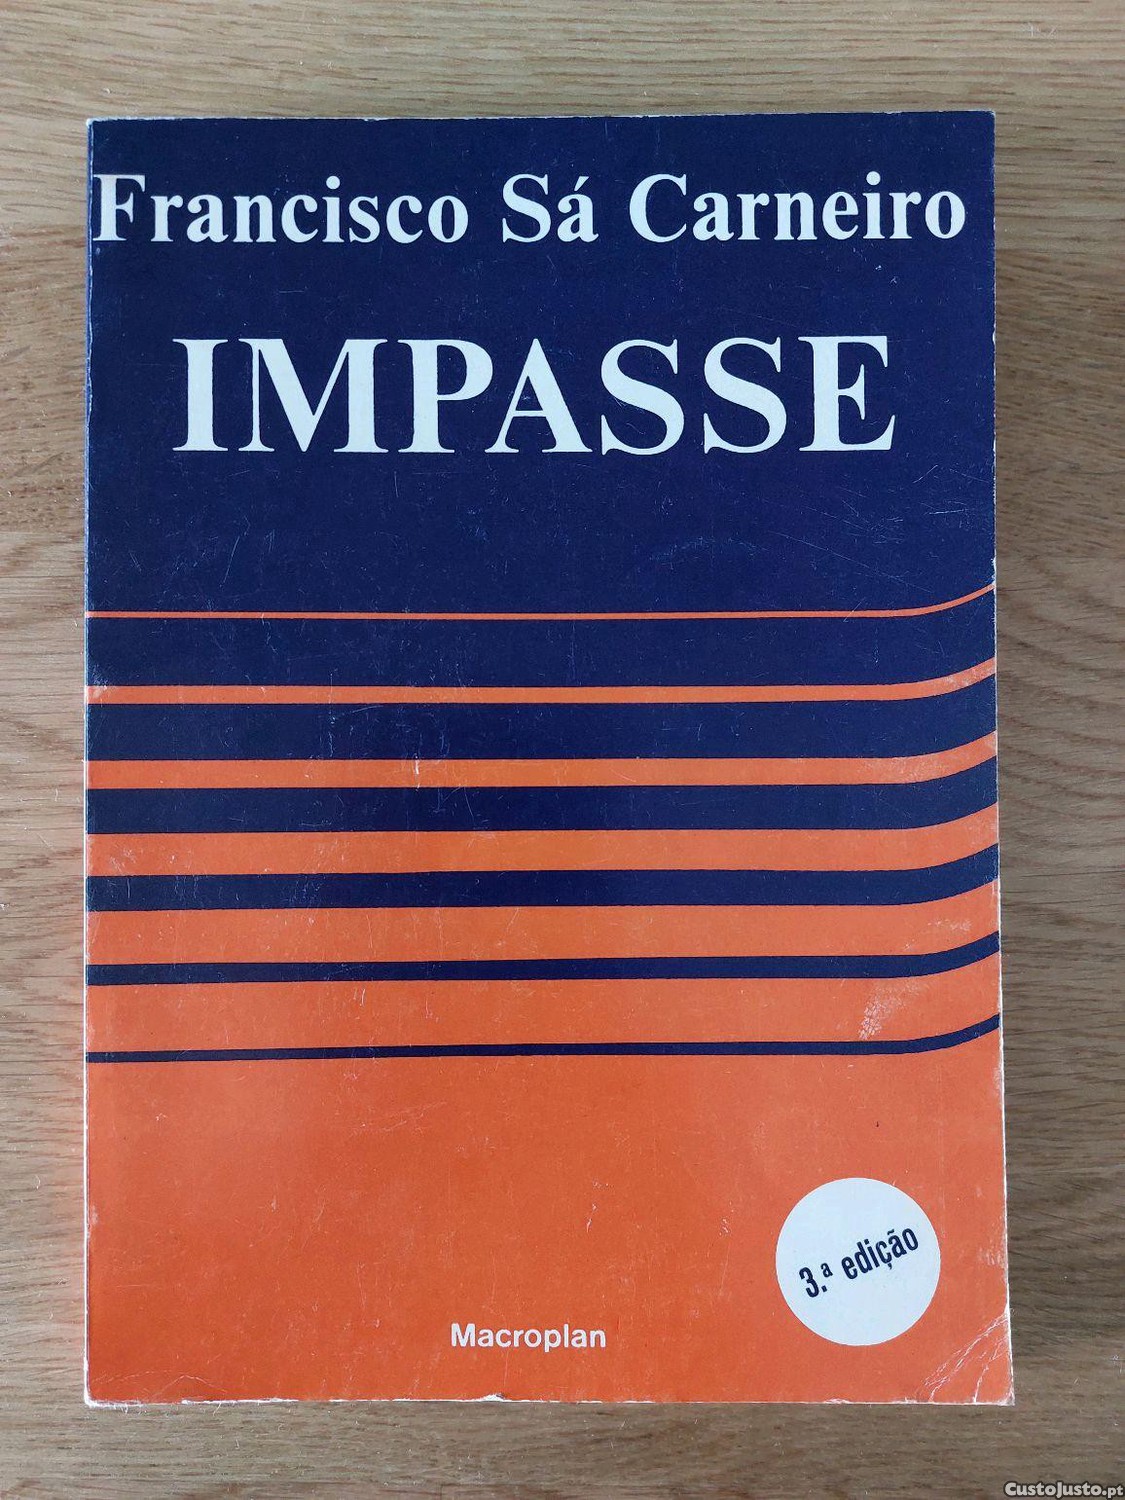 Francisco Sá Carneiro
IMPASSE
3.ª edição
Macroplan
CustoJusto.pt